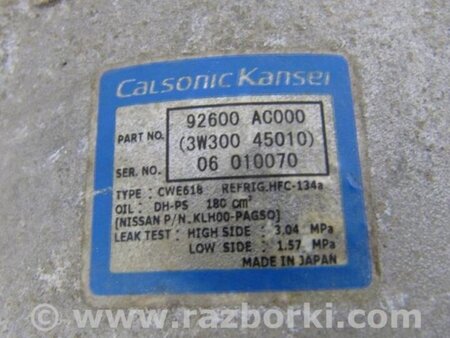 Calsonic Kansei
PART NO. 92600 AC000
(3W300 45010)
SER. NO. 06 010070
TYPE : CWE618 REFRIG.HFC-134a
OIL : DH-PS 180 cm³
[NISSAN P/N. KLH00-PAGSO]
LEAK TEST : HIGH SIDE : 3.04 MPa
LOW SIDE : 1.57 MPa
MADE IN JAPAN
© www.razborki.com